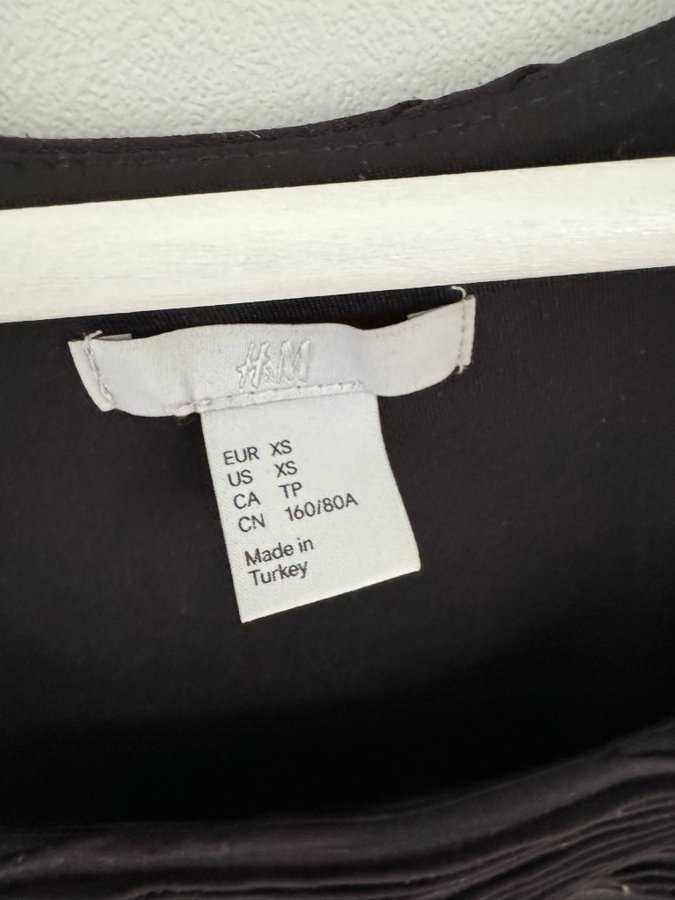 H&M
EUR XS
US XS
CA TP
CN 160/80A
Made in
Turkey